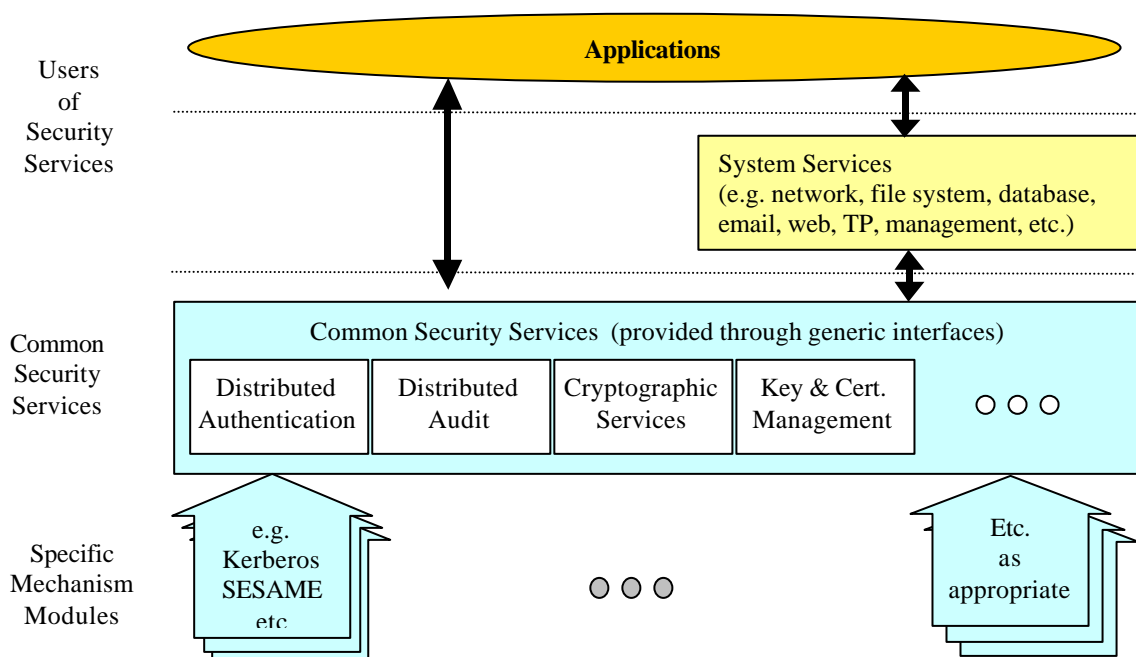 Applications
Users
of
Security
Services
System Services
(e.g. network, file system, database,
email, web, TP, management, etc.)
Common Security Services (provided through generic interfaces)
Common
Security
Services
Distributed
Authentication
Distributed
Audit
Cryptographic
Services
Key & Cert.
Management
Specific
Mechanism
Modules
e.g.
Kerberos
SESAME
etc
Etc.
as
appropriate